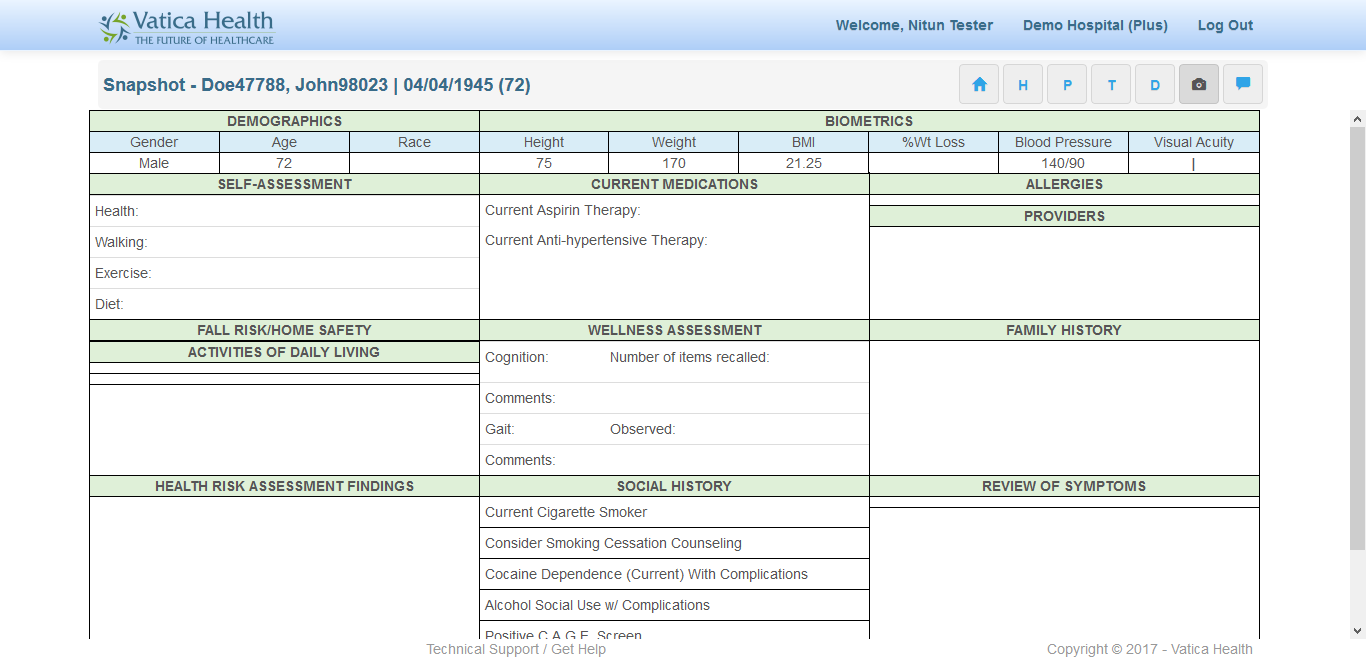 Vatica Health
THE FUTURE OF HEALTHCARE
Welcome, Nitun Tester Demo Hospital (Plus) Log Out
Snapshot - Doe47788, John98023 | 04/04/1945 (72)
H P T D
DEMOGRAPHICS BIOMETRICS
Gender Age Race Height Weight BMI %Wt Loss Blood Pressure Visual Acuity
Male 72 75 170 21.25 140/90 |
SELF-ASSESSMENT CURRENT MEDICATIONS ALLERGIES
Health: Current Aspirin Therapy:
PROVIDERS
Walking: Current Anti-hypertensive Therapy:
Exercise:
Diet:
FALL RISK/HOME SAFETY WELLNESS ASSESSMENT FAMILY HISTORY
ACTIVITIES OF DAILY LIVING
Cognition: Number of items recalled:
Comments:
Gait: Observed:
Comments:
HEALTH RISK ASSESSMENT FINDINGS SOCIAL HISTORY REVIEW OF SYMPTOMS
Current Cigarette Smoker
Consider Smoking Cessation Counseling
Cocaine Dependence (Current) With Complications
Alcohol Social Use w/ Complications
Positive C.A.G.E. Screen
Technical Support / Get Help Copyright © 2017 - Vatica Health